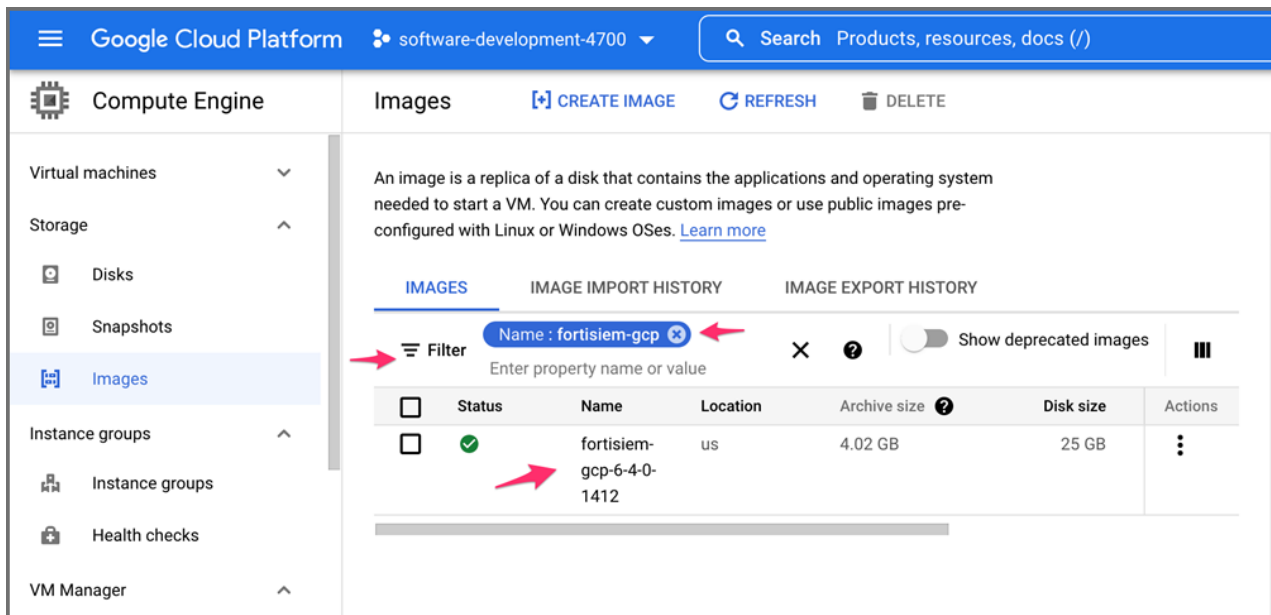 Google Cloud Platform
software-development-4700
Search Products, resources, docs (/)
Compute Engine
Images
CREATE IMAGE
REFRESH
DELETE
Virtual machines
Storage
Disks
Snapshots
Images
Instance groups
Instance groups
Health checks
VM Manager
An image is a replica of a disk that contains the applications and operating system
needed to start a VM. You can create custom images or use public images pre-
configured with Linux or Windows OSes. Learn more
IMAGES
IMAGE IMPORT HISTORY
IMAGE EXPORT HISTORY
Filter
Name : fortisiem-gcp
Enter property name or value
Show deprecated images
Status Name Location Archive size Disk size Actions
fortisiem- us 4.02 GB 25 GB
gcp-6-4-0-
1412